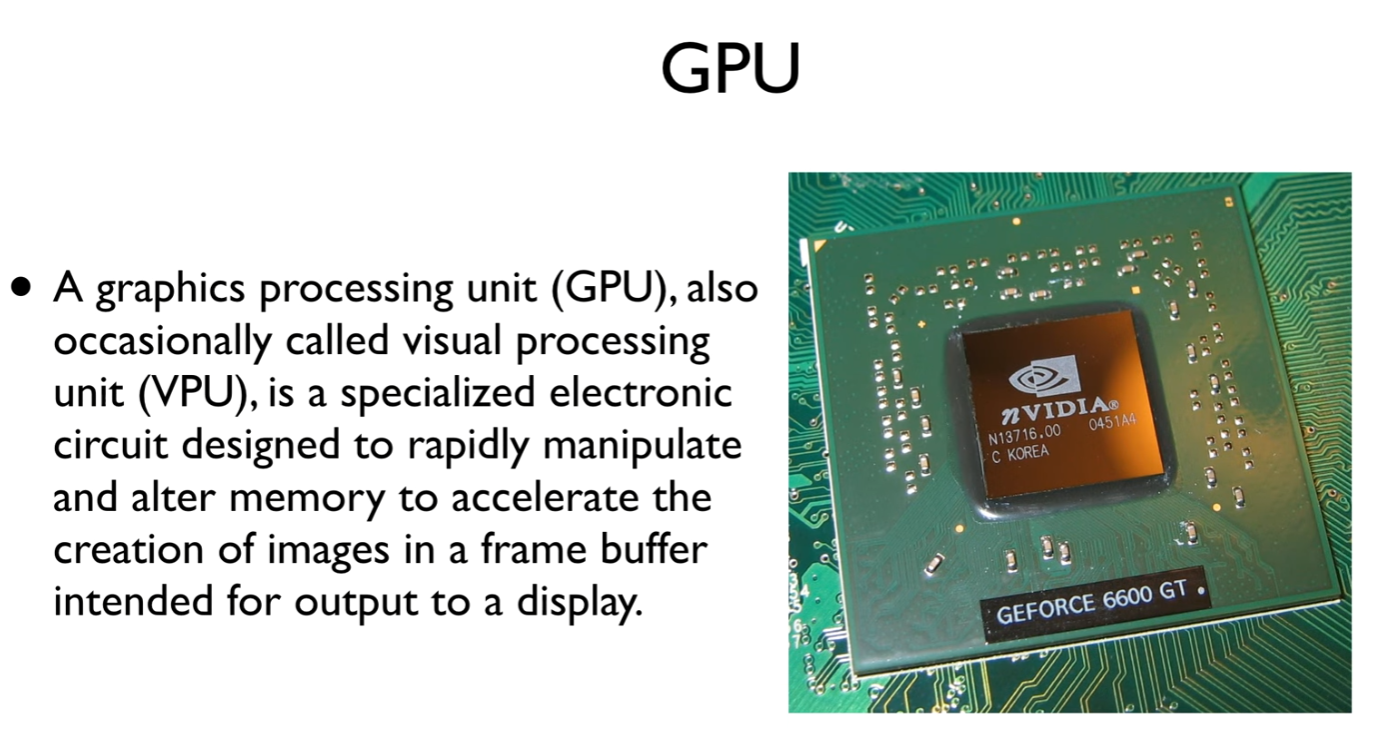 GPU
• A graphics processing unit (GPU), also
occasionally called visual processing
unit (VPU), is a specialized electronic
circuit designed to rapidly manipulate
and alter memory to accelerate the
creation of images in a frame buffer
intended for output to a display.
nVIDIA®
N13716.00 0451A4
C KOREA
GEFORCE 6600 GT